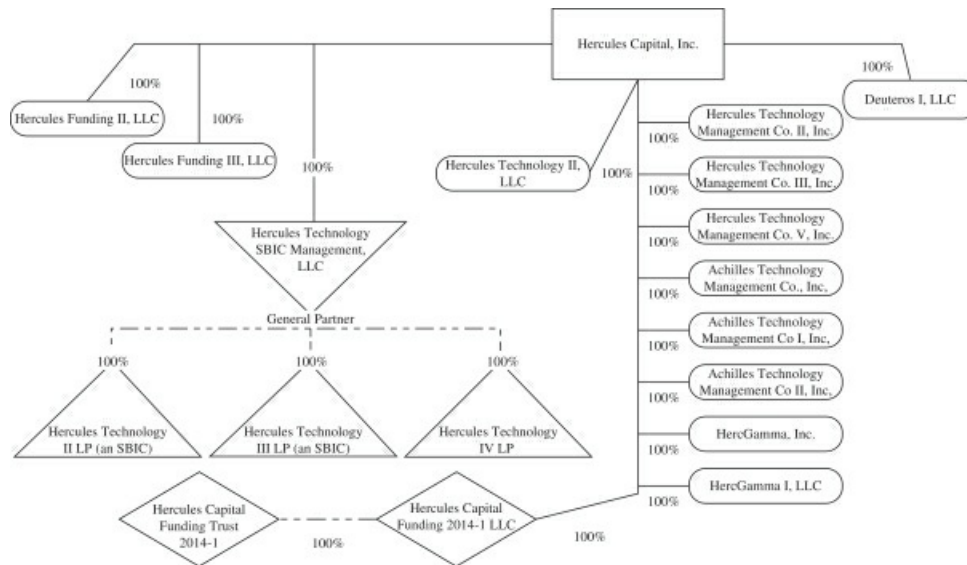 Hercules Capital, Inc.
100%
Hercules Funding II, LLC
100%
Hercules Funding III, LLC
100%
100%
Deuteros I, LLC
Hercules Technology II,
LLC
100%
100%
Hercules Technology
Management Co. II, Inc.
100%
Hercules Technology
Management Co. III, Inc,
100%
Hercules Technology
Management Co. V, Inc.
100%
Achilles Technology
Management Co., Inc,
100%
Achilles Technology
Management Co I, Inc,
100%
Achilles Technology
Management Co II, Inc,
100%
HercGamma, Inc.
100%
HercGamma I, LLC
100%
Hercules Technology
SBIC Management,
LLC
General Partner
100%
100%
100%
Hercules Technology
II LP (an SBIC)
Hercules Technology
III LP (an SBIC)
Hercules Technology
IV LP
Hercules Capital
Funding Trust
2014-1
100%
Hercules Capital
Funding 2014-1 LLC
100%